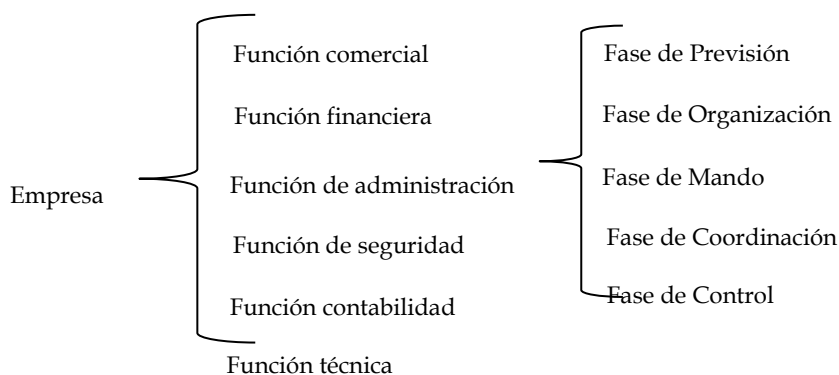 Empresa
Función comercial
Función financiera
Función de administración
Función de seguridad
Función contabilidad
Función técnica
Fase de Previsión
Fase de Organización
Fase de Mando
Fase de Coordinación
Fase de Control